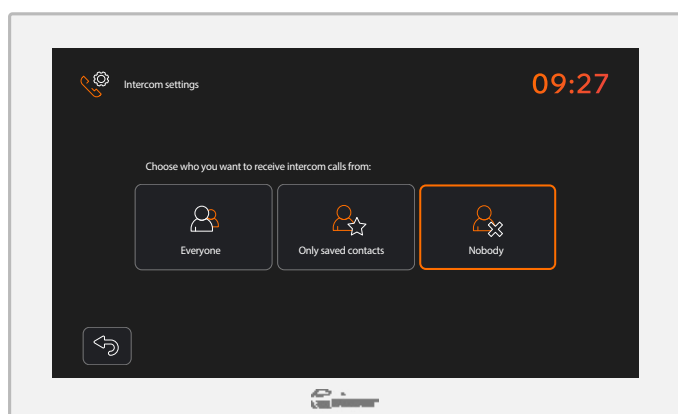 Intercom settings
09:27
Choose who you want to receive intercom calls from:
Everyone
Only saved contacts
Nobody